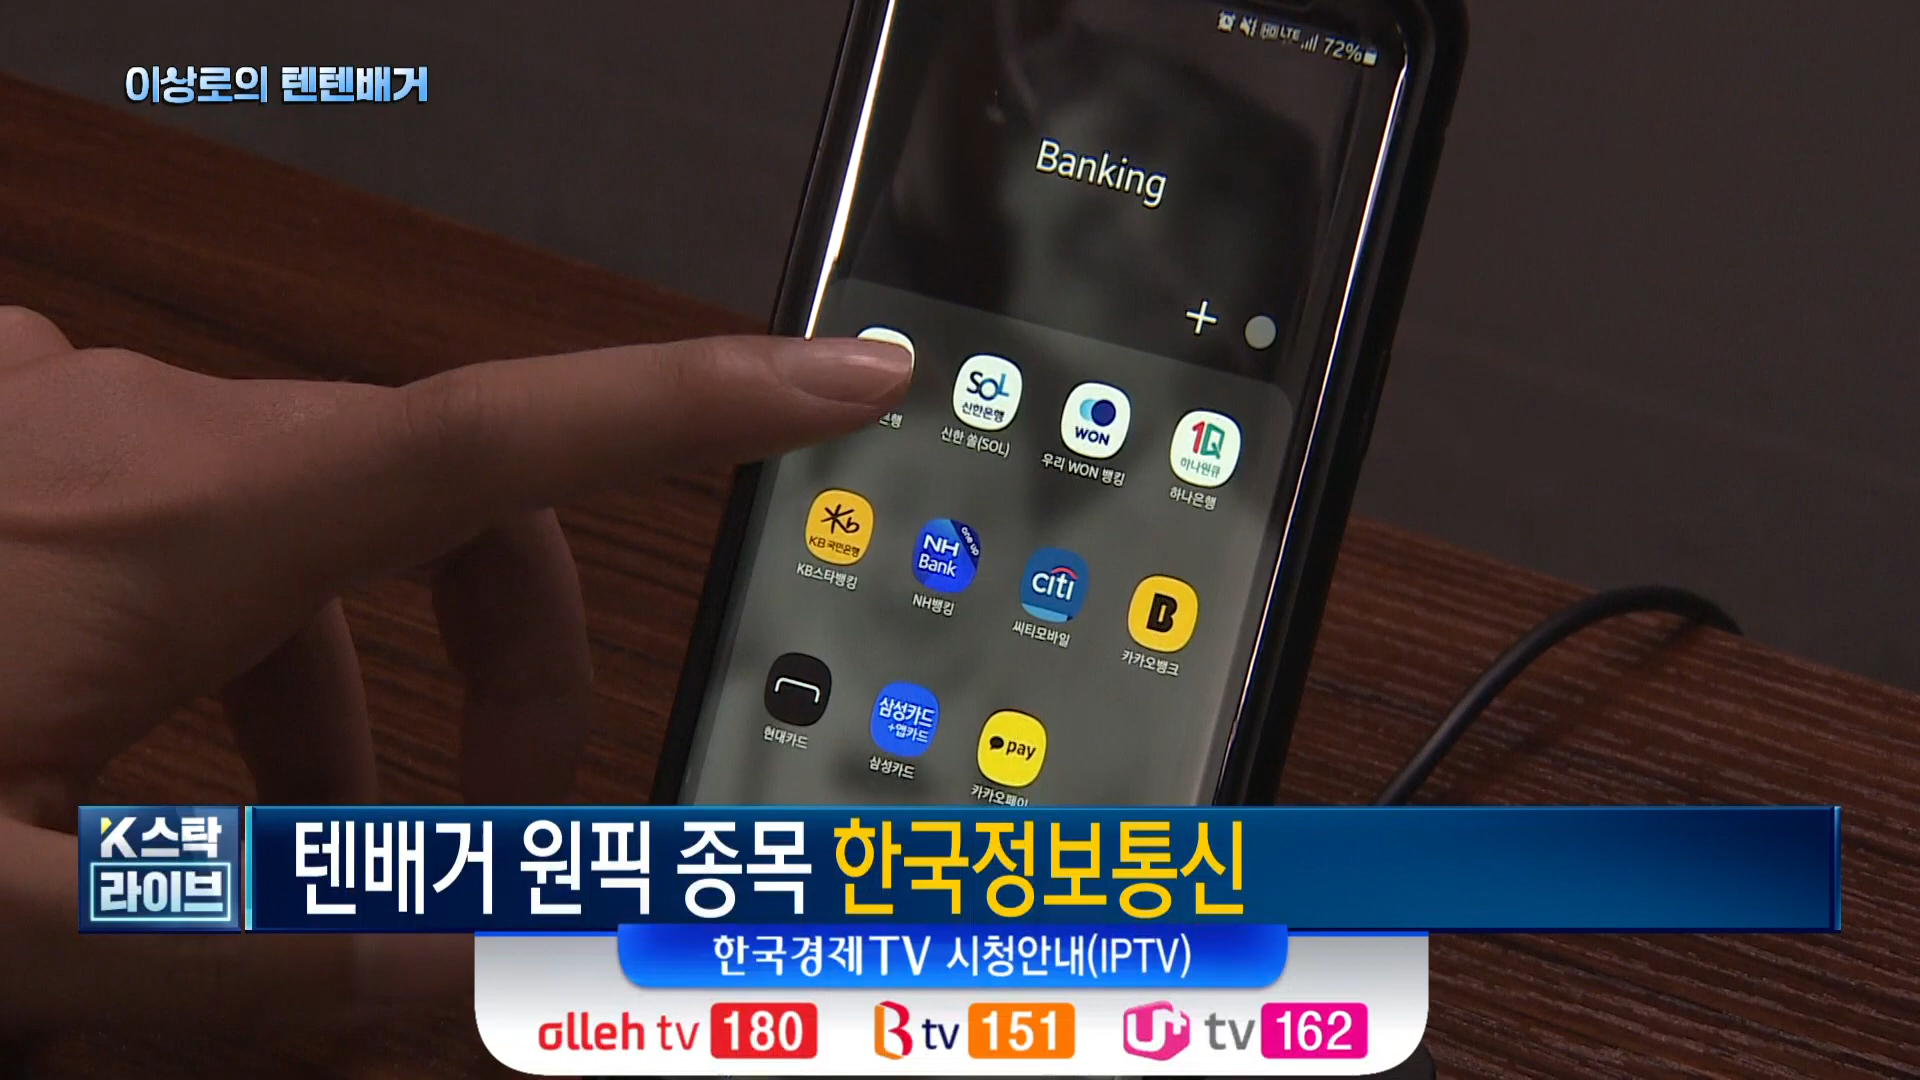 이상로의 텐텐배거
HD LTE 72%
Banking
은행
SOL
신한은행
신한 쏠(SOL)
WON
우리 WON 뱅킹
1Q
하나원큐
하나은행
KB국민은행
KB스타뱅킹
NH
Bank
one up
NH뱅킹
citi
씨티모바일
B
카카오뱅크
현대카드
삼성카드
+앱카드
삼성카드
pay
카카오페이
K스탁
라이브
텐배거 원픽 종목 한국정보통신
한국경제TV 시청안내(IPTV)
olleh tv 180 B tv 151 U+ tv 162